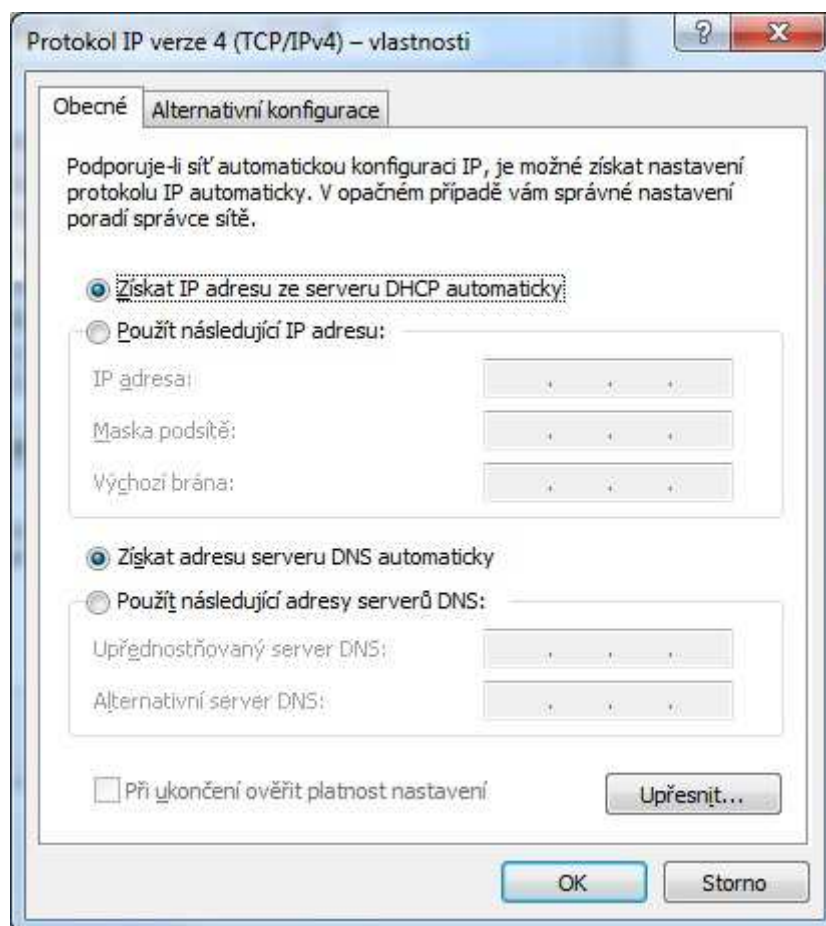 Protokol IP verze 4 (TCP/IPv4) – vlastnosti
Obecné
Alternativní konfigurace
Podporuje-li síť automatickou konfiguraci IP, je možné získat nastavení
protokolu IP automaticky. V opačném případě vám správné nastavení
poradí správce sítě.
Získat IP adresu ze serveru DHCP automaticky
Použít následující IP adresu:
IP adresa:
Maska podsítě:
Výchozí brána:
Získat adresu serveru DNS automaticky
Použít následující adresy serverů DNS:
Upřednostňovaný server DNS:
Alternativní server DNS:
Při ukončení ověřit platnost nastavení
Upřesnit...
OK
Storno